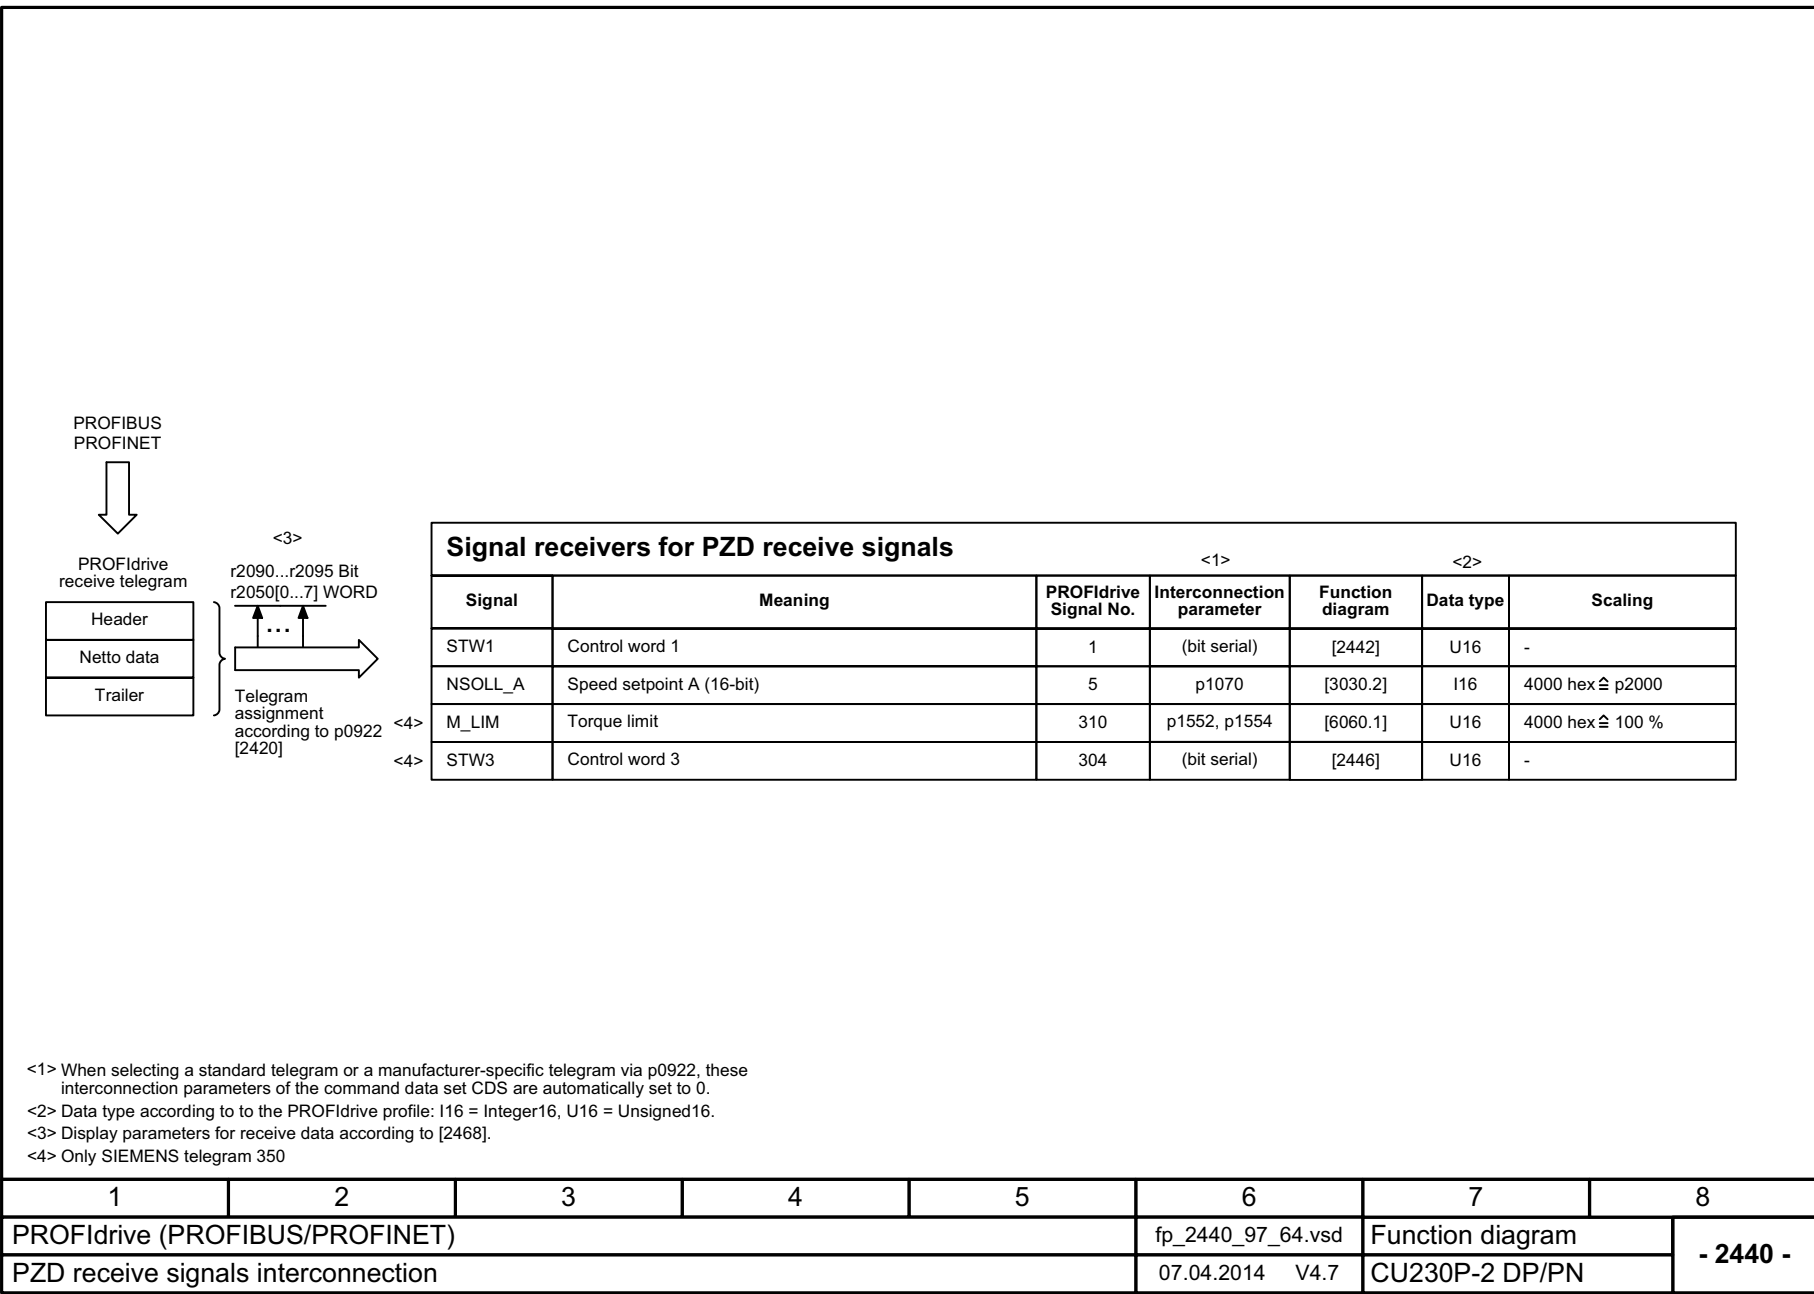 PROFIBUS
PROFINET
PROFIdrive
receive telegram
Header
Netto data
Trailer
<3>
r2090...r2095 Bit
r2050[0...7] WORD
...
Telegram
assignment
according to p0922
[2420]
Signal receivers for PZD receive signals
<1> <2>
Signal Meaning PROFIdrive Signal No. Interconnection parameter Function diagram Data type Scaling
STW1 Control word 1 1 (bit serial) [2442] U16 -
NSOLL_A Speed setpoint A (16-bit) 5 p1070 [3030.2] I16 4000 hex ≙ p2000
<4> M_LIM Torque limit 310 p1552, p1554 [6060.1] U16 4000 hex ≙ 100 %
<4> STW3 Control word 3 304 (bit serial) [2446] U16 -
<1> When selecting a standard telegram or a manufacturer-specific telegram via p0922, these
interconnection parameters of the command data set CDS are automatically set to 0.
<2> Data type according to to the PROFIdrive profile: I16 = Integer16, U16 = Unsigned16.
<3> Display parameters for receive data according to [2468].
<4> Only SIEMENS telegram 350
1 2 3 4 5 6 7 8
PROFIdrive (PROFIBUS/PROFINET) fp_2440_97_64.vsd Function diagram
- 2440 -
PZD receive signals interconnection 07.04.2014 V4.7 CU230P-2 DP/PN